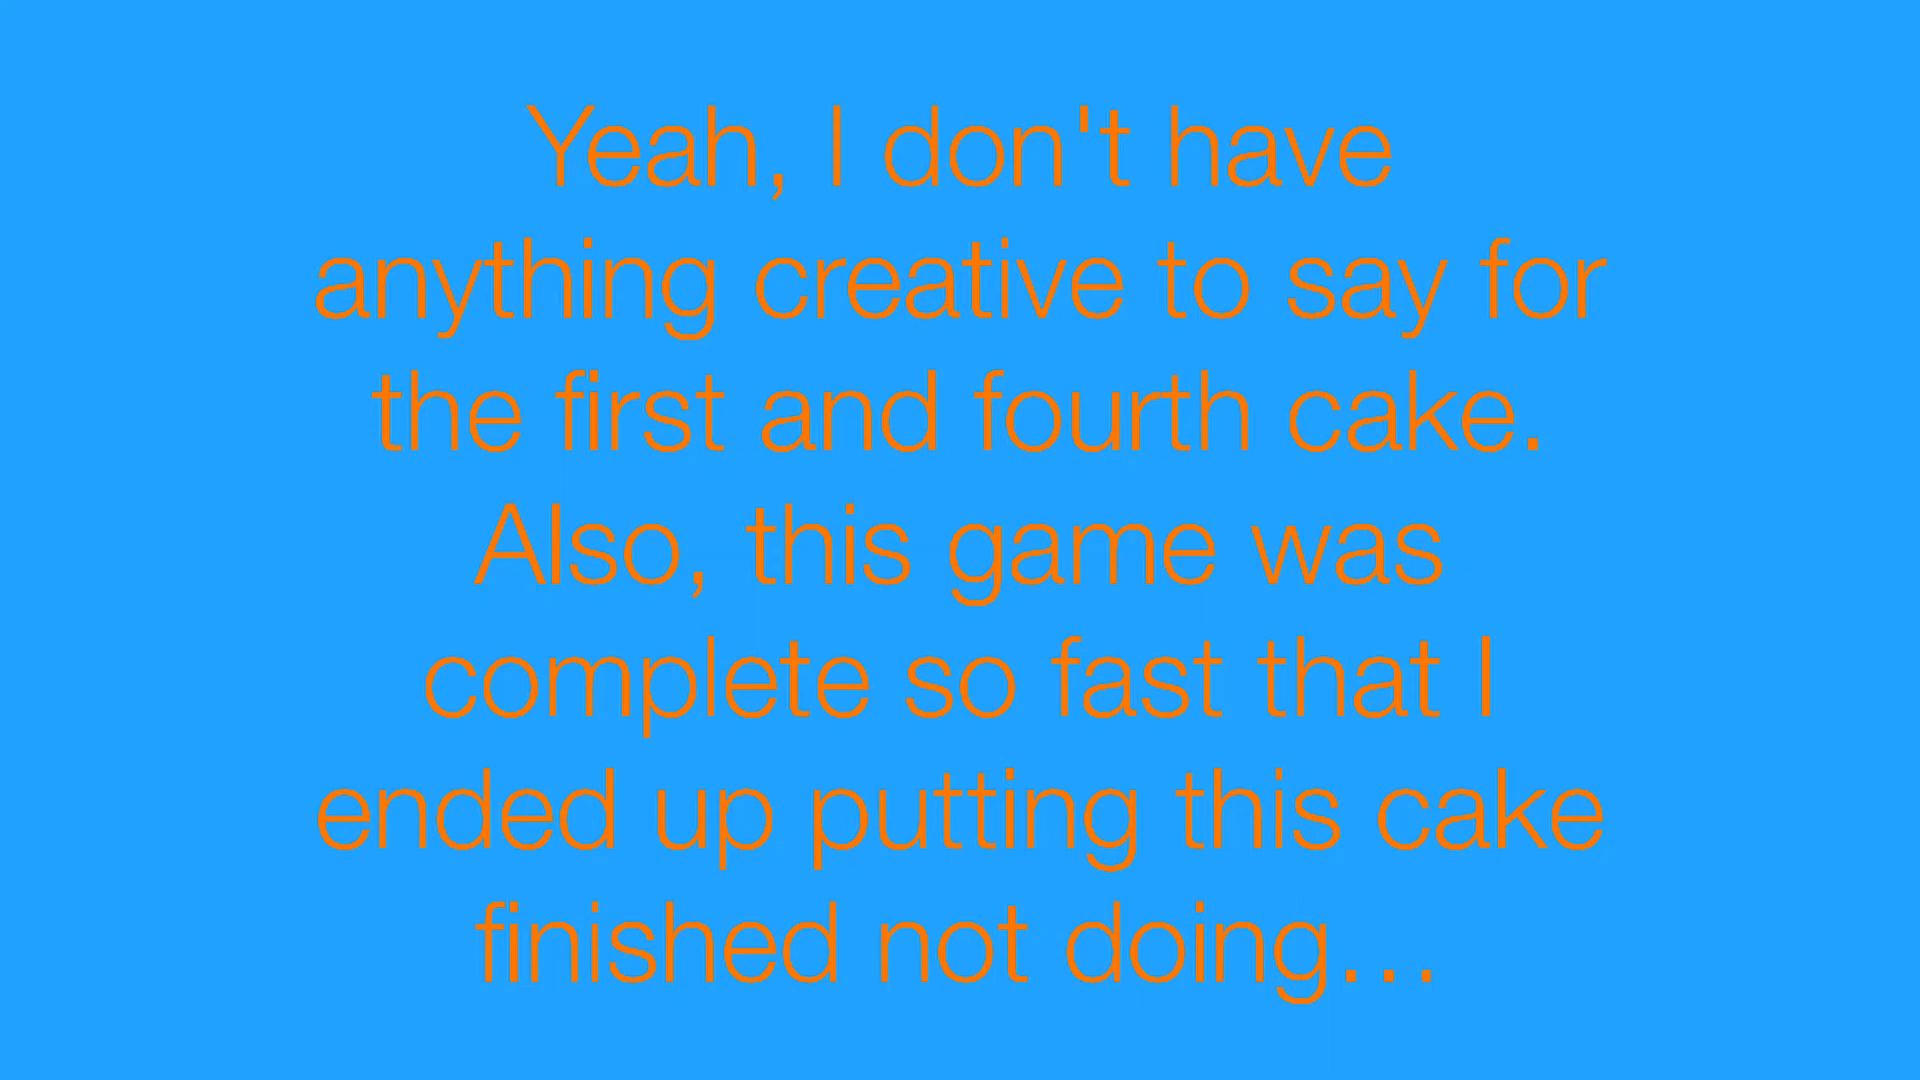 Yeah, I don't have
anything creative to say for
the first and fourth cake.
Also, this game was
complete so fast that I
ended up putting this cake
finished not doing...